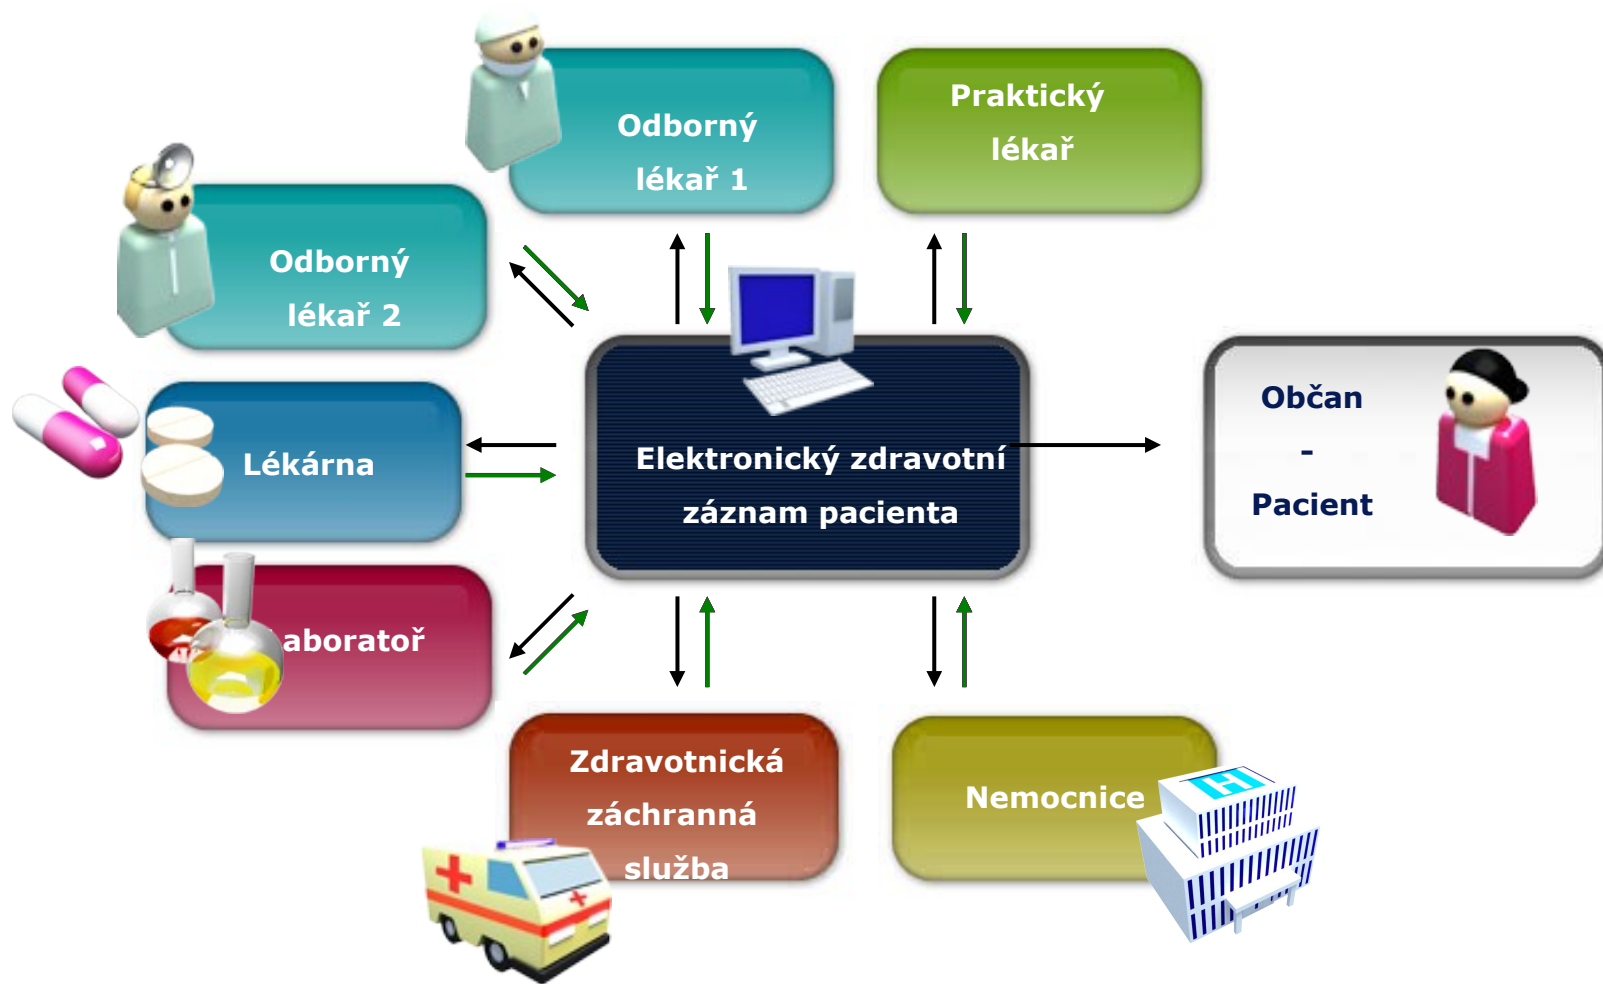 Odborný
lékař 1
Praktický
lékař
Odborný
lékař 2
Lékárna
Elektronický zdravotní
záznam pacienta
Občan
-
Pacient
aboratoř
Zdravotnická
záchranná
služba
Nemocnice
H